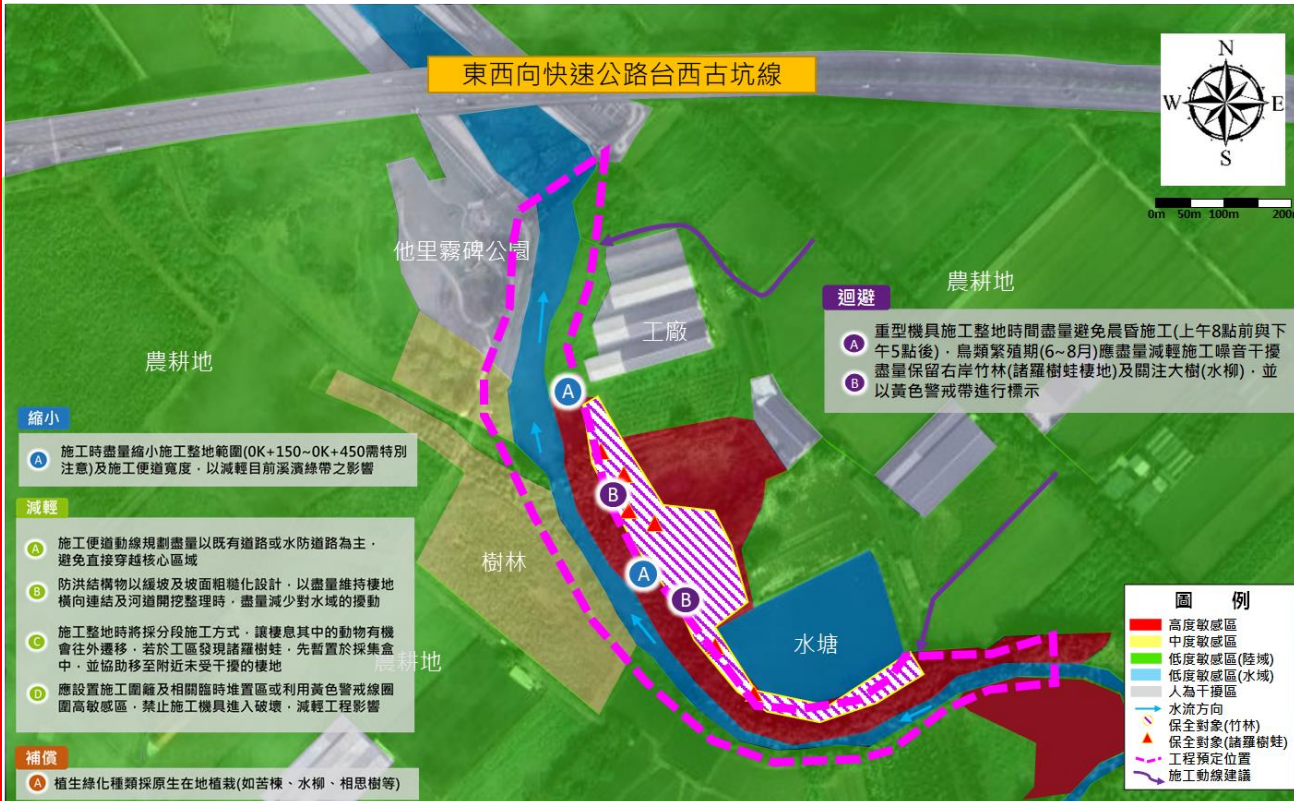 東西向快速公路台西古坑線
N
W
E
S
0m 50m 100m 200m
他里霧碑公園
農耕地
工廠
農耕地
迴避
A 重型機具施工整地時間盡量避免晨昏施工(上午8點前與下
午5點後)，鳥類繁殖期(6~8月)應盡量減輕施工噪音干擾
B 盡量保留右岸竹林(諸羅樹蛙棲地)及關注大樹(水柳)，並
以黃色警戒帶進行標示
縮小
A 施工時盡量縮小施工整地範圍(0K+150~0K+450需特別
注意)及施工便道寬度，以減輕目前溪濱綠帶之影響
A
B
A
B
減輕
A 施工便道動線規劃盡量以既有道路或水防道路為主，
避免直接穿越核心區域
B 防洪結構物以緩坡及坡面粗糙化設計，以盡量維持棲地
橫向連結及河道開挖整理時，盡量減少對水域的擾動
C 施工整地時將採分段施工方式，讓棲息其中的動物有機
會往外遷移，若於工區發現諸羅樹蛙，先暫置於採集盒
中，並協助移至附近未受干擾的棲地
D 應設置施工圍籬及相關臨時堆置區或利用黃色警戒線圈
圍高敏感區，禁止施工機具進入破壞，減輕工程影響
樹林
農耕地
水塘
補償
A 植生綠化種類採原生在地植栽(如苦楝、水柳、相思樹等)
圖 例
高度敏感區
中度敏感區
低度敏感區(陸域)
低度敏感區(水域)
人為干擾區
水流方向
保全對象(竹林)
保全對象(諸羅樹蛙)
工程預定位置
施工動線建議